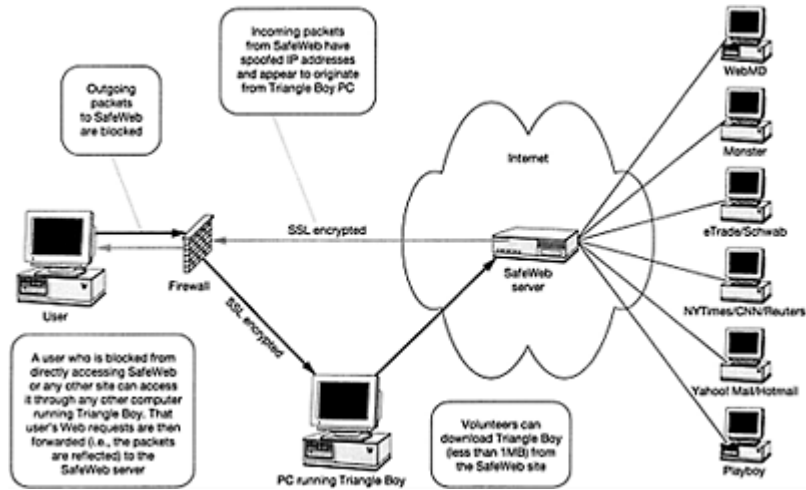 Incoming packets
from SafeWeb have
spoofed IP addresses
and appear to originate
from Triangle Boy PC
Outgoing
packets
to SafeWeb
are blocked
WebMD
Internet
Monster
SSL encrypted
eTrade/Schwab
SafeWeb
server
Firewall
User
SSL encrypted
NYTimes/CNN/Reuters
A user who is blocked from
directly accessing SafeWeb
or any other site can access
it through any other computer
running Triangle Boy. That
user's Web requests are then
forwarded (i.e., the packets
are reflected) to the
SafeWeb server
Yahoo! Mail/Hotmail
Volunteers can
download Triangle Boy
(less than 1MB) from
the SafeWeb site
PC running Triangle Boy
Playboy